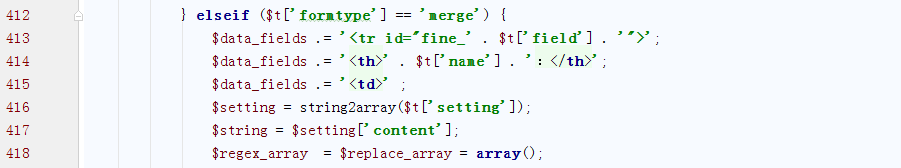 412 } elseif ($t['formtype'] == 'merge') {
413 $data_fields .= '<tr id="fine_' . $t['field'] . '">';
414 $data_fields .= '<th>' . $t['name'] . '：</th>';
415 $data_fields .= '<td>' ;
416 $setting = string2array($t['setting']);
417 $string = $setting['content'];
418 $regex_array  = $replace_array = array();